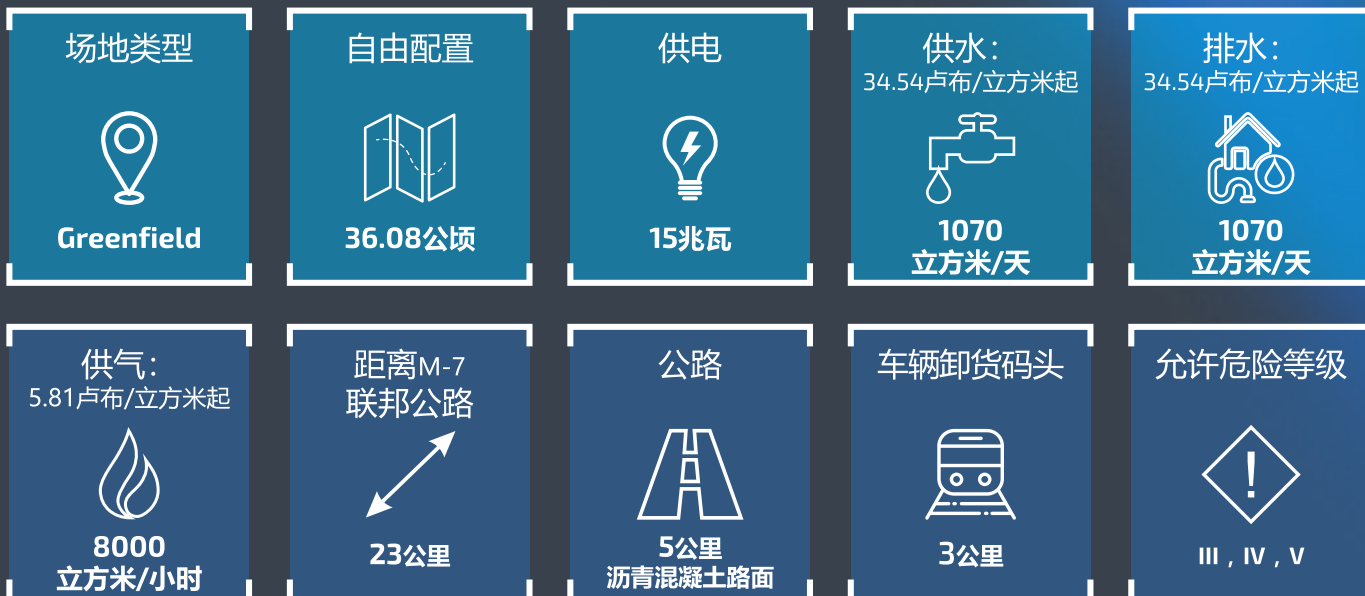 场地类型
Greenfield
自由配置
36.08公顷
供电
15兆瓦
供水：
34.54卢布/立方米起
1070
立方米/天
排水：
34.54卢布/立方米起
1070
立方米/天
供气：
5.81卢布/立方米起
8000
立方米/小时
距离M-7
联邦公路
23公里
公路
5公里
沥青混凝土路面
车辆卸货码头
3公里
允许危险等级
!
III , IV , V